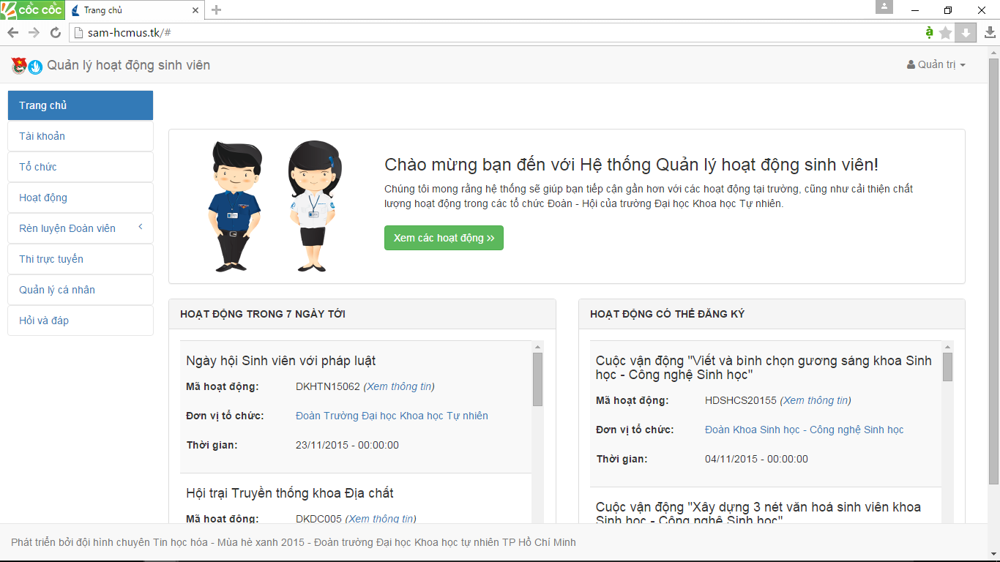 cốc cốc
Trang chủ
sam-hcmus.tk/#
Quản lý hoạt động sinh viên
Quản trị
Trang chủ
Tài khoản
Tổ chức
Hoạt động
Rèn luyện Đoàn viên
Thi trực tuyến
Quản lý cá nhân
Hỏi và đáp
Chào mừng bạn đến với Hệ thống Quản lý hoạt động sinh viên!
Chúng tôi mong rằng hệ thống sẽ giúp bạn tiếp cận gần hơn với các hoạt động tại trường, cũng như cải thiện chất
lượng hoạt động trong các tổ chức Đoàn - Hội của trường Đại học Khoa học Tự nhiên.
Xem các hoạt động »
HOẠT ĐỘNG TRONG 7 NGÀY TỚI
Ngày hội Sinh viên với pháp luật
Mã hoạt động: DKHTN15062 (Xem thông tin)
Đơn vị tổ chức: Đoàn Trường Đại học Khoa học Tự nhiên
Thời gian: 23/11/2015 - 00:00:00
Hội trại Truyền thống khoa Địa chất
Mã hoạt động: DKDC005 (Xem thông tin)
HOẠT ĐỘNG CÓ THỂ ĐĂNG KÝ
Cuộc vận động "Viết và bình chọn gương sáng khoa Sinh
học - Công nghệ Sinh học"
Mã hoạt động: HDSHCS20155 (Xem thông tin)
Đơn vị tổ chức: Đoàn Khoa Sinh học - Công nghệ Sinh học
Thời gian: 04/11/2015 - 00:00:00
Cuộc vận động "Xây dựng 3 nét văn hoá sinh viên khoa
Sinh học - Công nghệ Sinh học"
Phát triển bởi đội hình chuyên Tin học hóa - Mùa hè xanh 2015 - Đoàn trường Đại học Khoa học tự nhiên TP Hồ Chí Minh